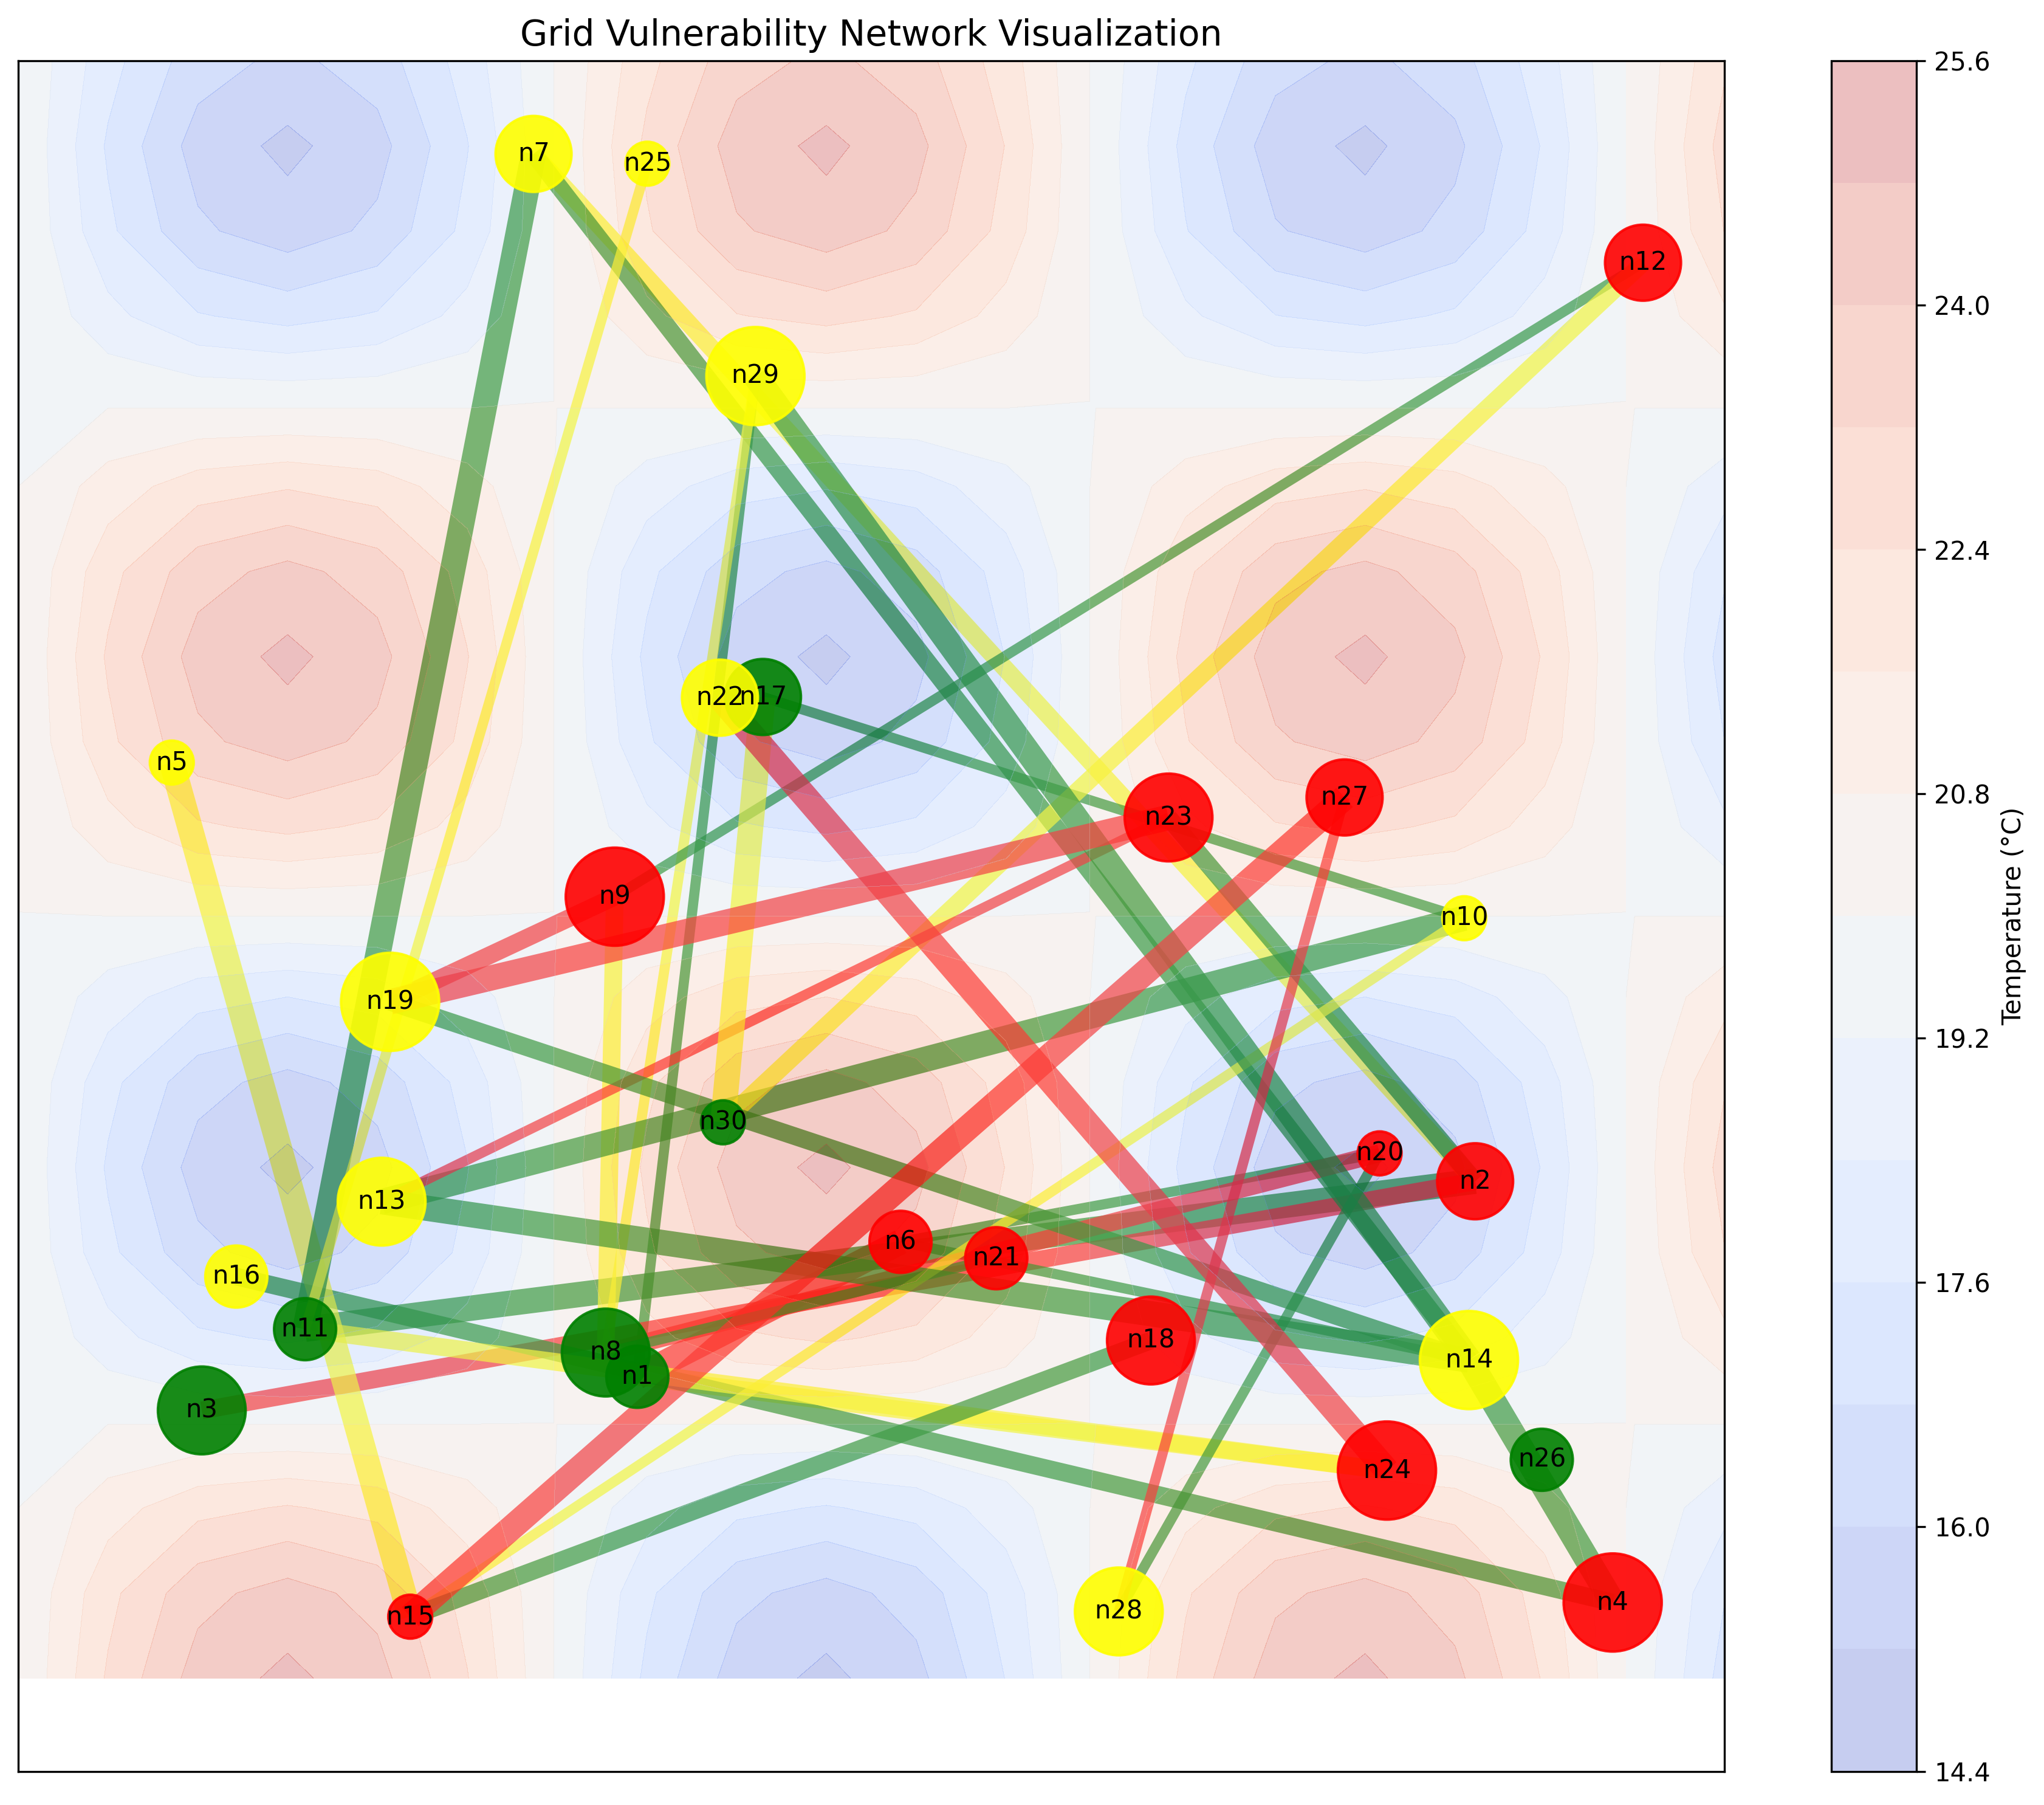 Grid Vulnerability Network Visualization
n7
n25
n12
n29
n22
n17
n5
n27
n23
n9
n10
n19
n30
n20
n2
n13
n6
n21
n16
n11
n18
n8
n14
n1
n3
n26
n24
n4
n28
n15
25.6
24.0
22.4
20.8
19.2
17.6
16.0
14.4
Temperature (°C)